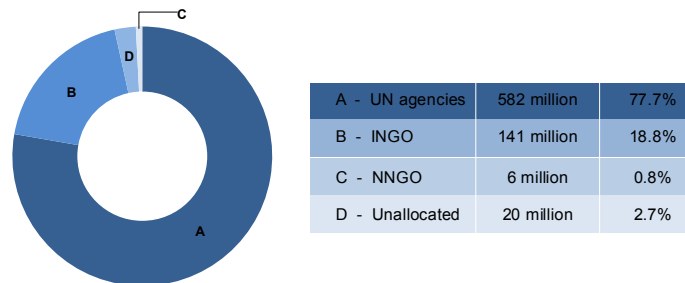 C
D
B
A
A - UN agencies 582 million 77.7%
B - INGO 141 million 18.8%
C - NNGO 6 million 0.8%
D - Unallocated 20 million 2.7%